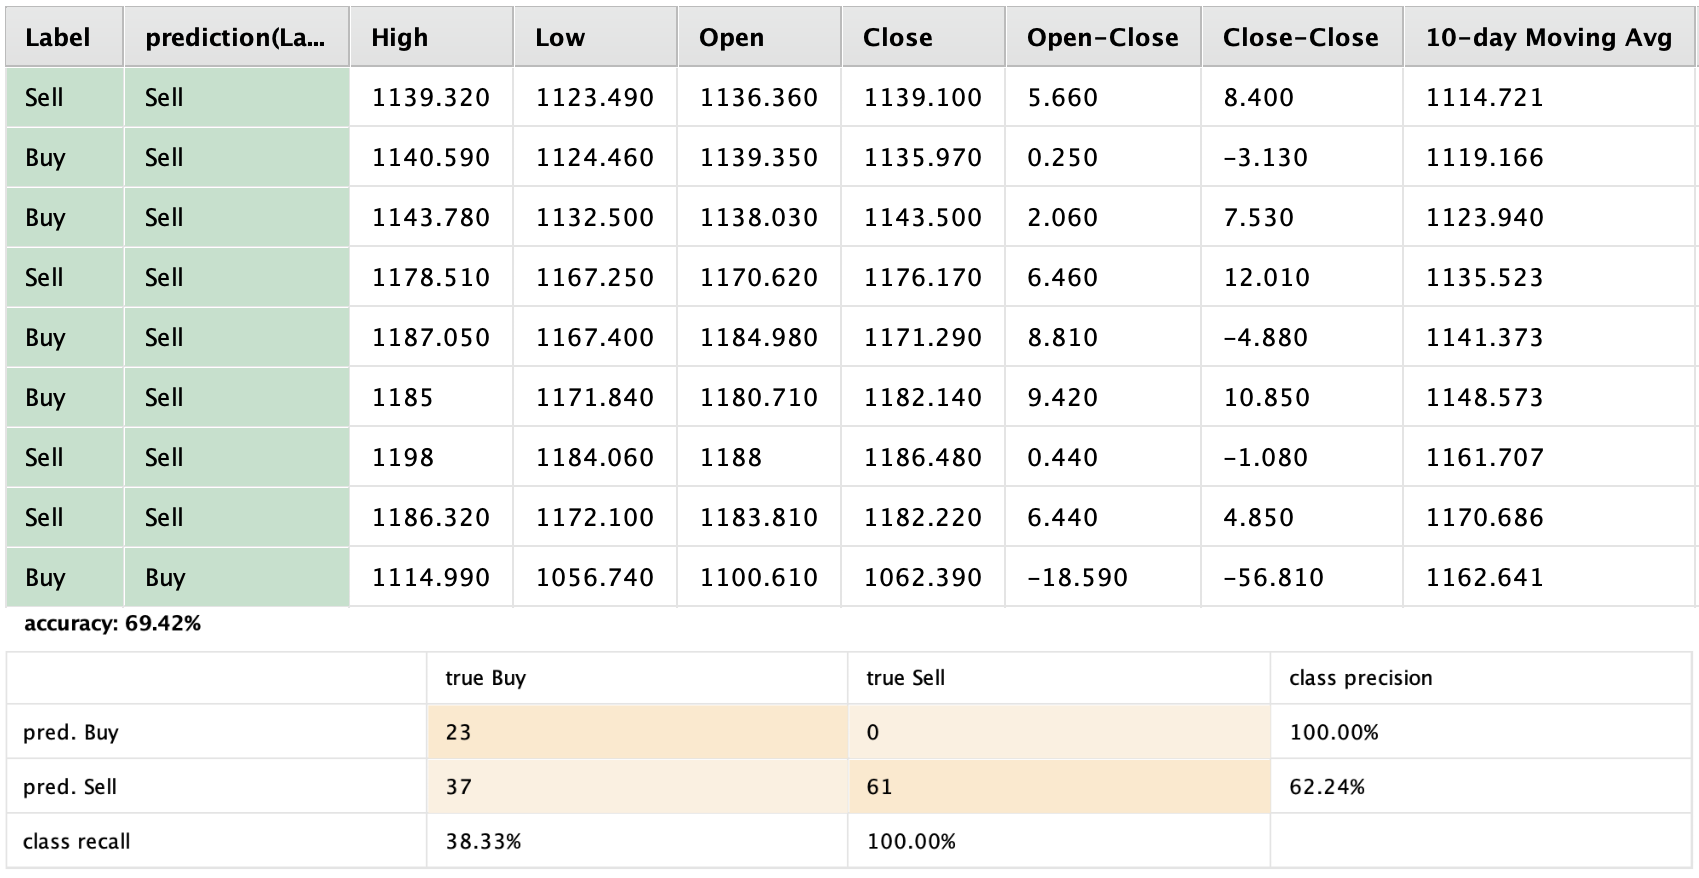 Label prediction(La... High Low Open Close Open-Close Close-Close 10-day Moving Avg
Sell Sell 1139.320 1123.490 1136.360 1139.100 5.660 8.400 1114.721
Buy Sell 1140.590 1124.460 1139.350 1135.970 0.250 −3.130 1119.166
Buy Sell 1143.780 1132.500 1138.030 1143.500 2.060 7.530 1123.940
Sell Sell 1178.510 1167.250 1170.620 1176.170 6.460 12.010 1135.523
Buy Sell 1187.050 1167.400 1184.980 1171.290 8.810 −4.880 1141.373
Buy Sell 1185 1171.840 1180.710 1182.140 9.420 10.850 1148.573
Sell Sell 1198 1184.060 1188 1186.480 0.440 −1.080 1161.707
Sell Sell 1186.320 1172.100 1183.810 1182.220 6.440 4.850 1170.686
Buy Buy 1114.990 1056.740 1100.610 1062.390 −18.590 −56.810 1162.641
accuracy: 69.42%
true Buy true Sell class precision
pred. Buy 23 0 100.00%
pred. Sell 37 61 62.24%
class recall 38.33% 100.00%